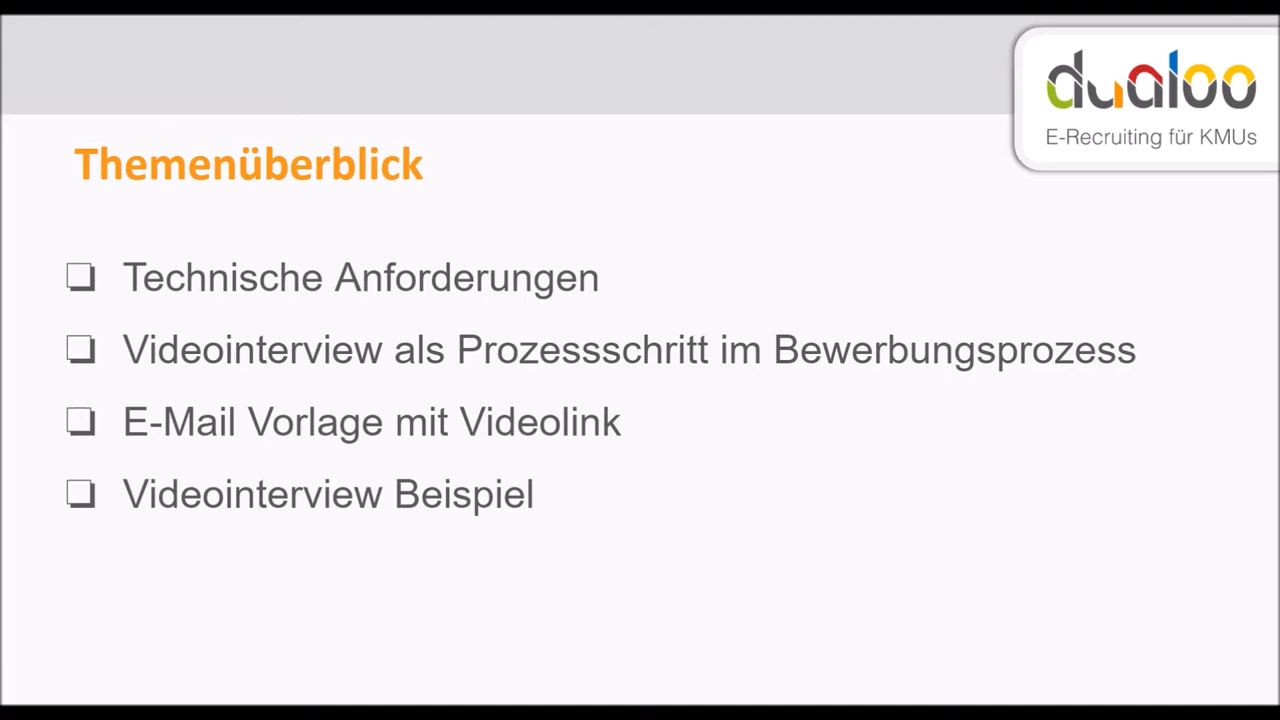 dualoo
E-Recruiting für KMUs
Themenüberblick
❏ Technische Anforderungen
❏ Videointerview als Prozessschritt im Bewerbungsprozess
❏ E-Mail Vorlage mit Videolink
❏ Videointerview Beispiel